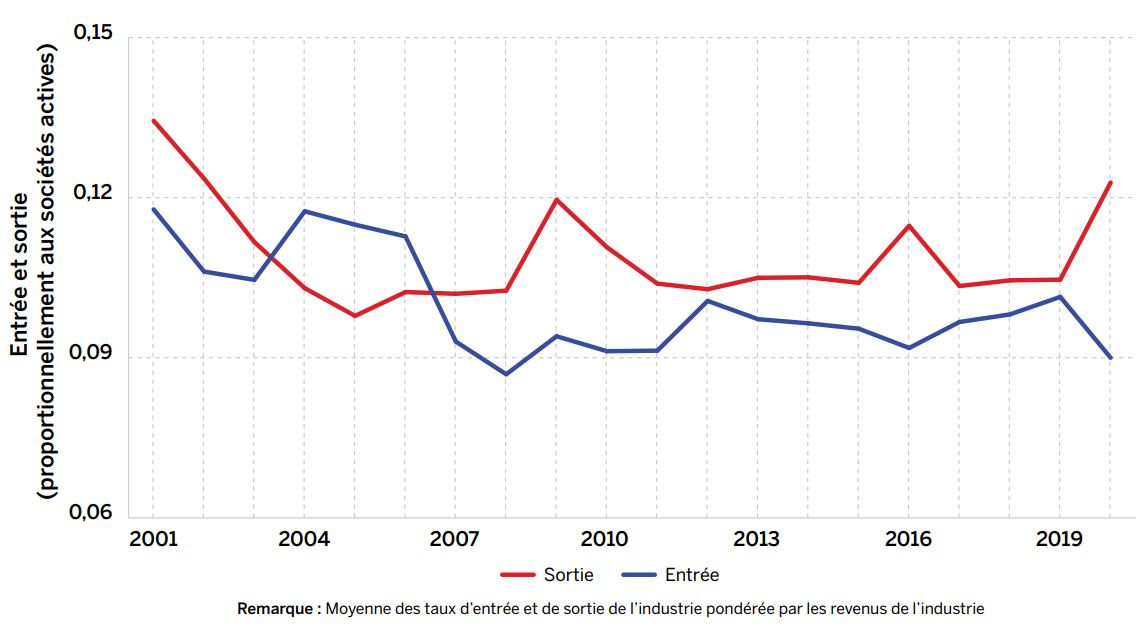 Entrée et sortie
(proportionnellement aux sociétés actives)
0,15
0,12
0,09
0,06
2001 2004 2007 2010 2013 2016 2019
Sortie Entrée
Remarque : Moyenne des taux d’entrée et de sortie de l’industrie pondérée par les revenus de l’industrie